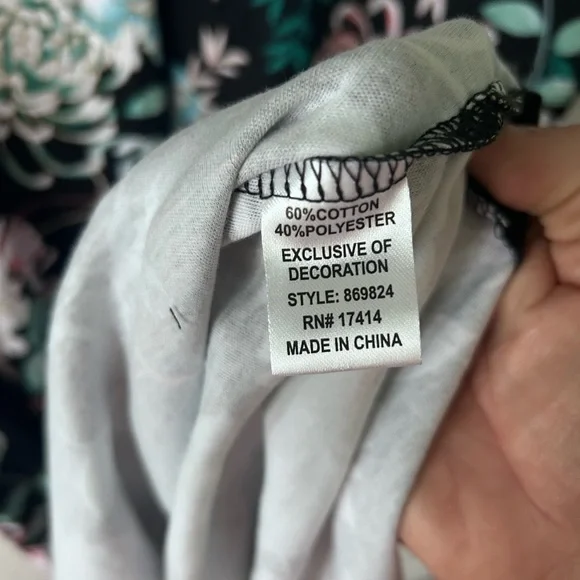 60%COTTON
40%POLYESTER
EXCLUSIVE OF
DECORATION
STYLE: 869824
RN# 17414
MADE IN CHINA